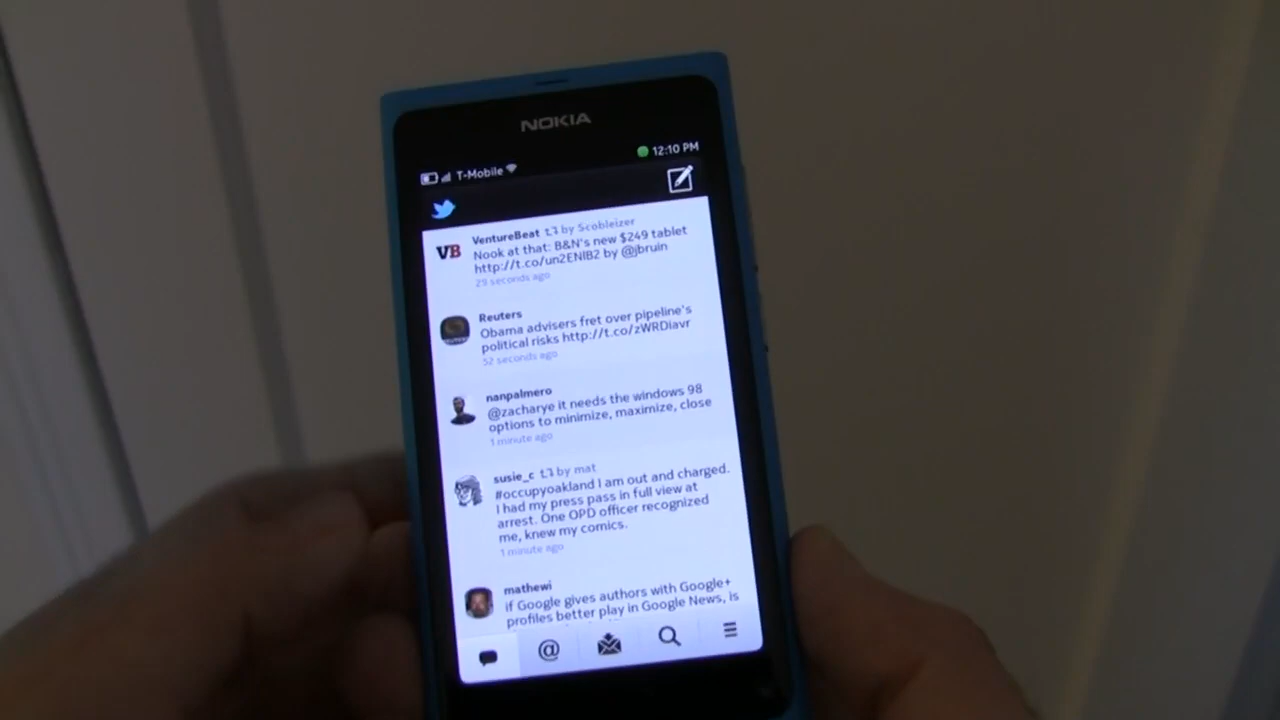 NOKIA
T-Mobile 12:10 PM
VB
VentureBeat by Scobleizer
Nook at that: B&N's new $249 tablet
http://t.co/un2ENlB2 by @jbruin
29 seconds ago
Reuters
Obama advisers fret over pipeline's
political risks http://t.co/zWRDiavr
52 seconds ago
nanpalmero
@zacharye it needs the windows 98
options to minimize, maximize, close
1 minute ago
susie_c by mat
#occupyoakland I am out and charged.
I had my press pass in full view at
arrest. One OPD officer recognized
me, knew my comics.
1 minute ago
mathewi
if Google gives authors with Google+
profiles better play in Google News, is
@